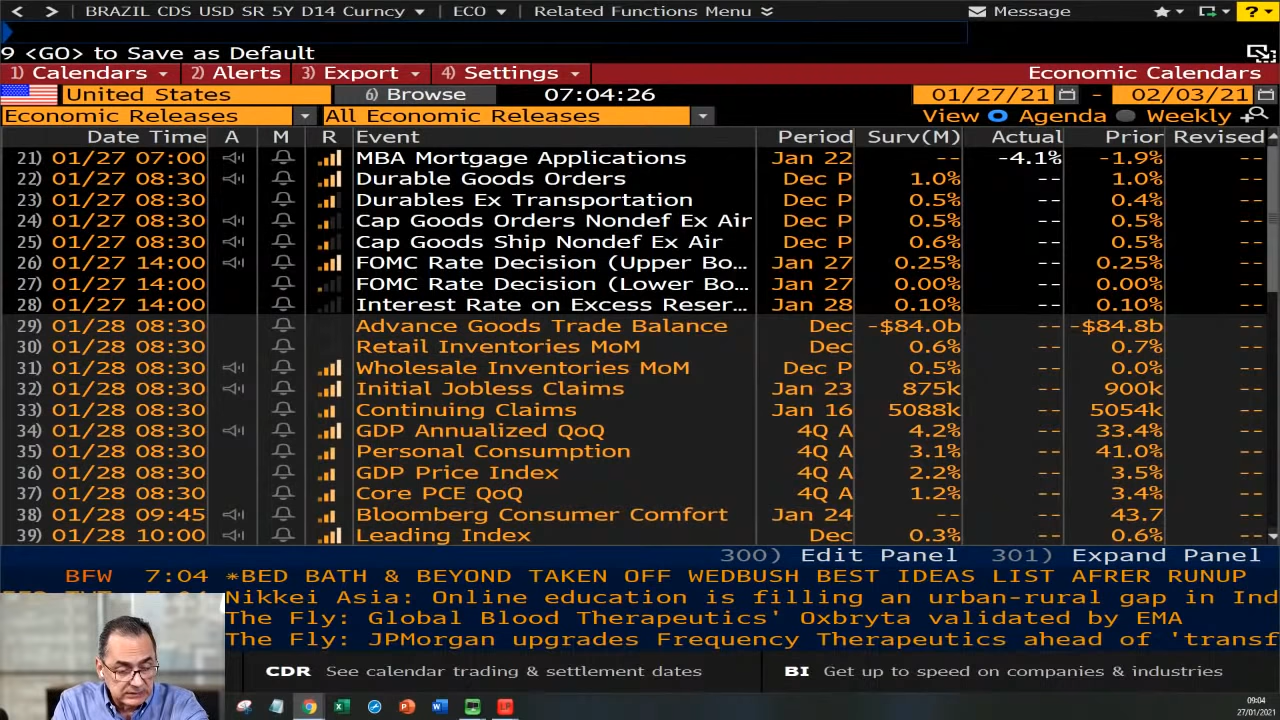 BRAZIL CDS USD SR 5Y D14 Curncy ECO Related Functions Menu Message ?
9 <GO> to Save as Default
1) Calendars 2) Alerts 3) Export 4) Settings Economic Calendars
United States 6) Browse 07:04:26 01/27/21 - 02/03/21
Economic Releases All Economic Releases View Agenda Weekly
Date Time A M R Event Period Surv(M) Actual Prior Revised
21) 01/27 07:00 MBA Mortgage Applications Jan 22 -- -4.1% -1.9% --
22) 01/27 08:30 Durable Goods Orders Dec P 1.0% -- 1.0% --
23) 01/27 08:30 Durables Ex Transportation Dec P 0.5% -- 0.4% --
24) 01/27 08:30 Cap Goods Orders Nondef Ex Air Dec P 0.5% -- 0.5% --
25) 01/27 08:30 Cap Goods Ship Nondef Ex Air Dec P 0.6% -- 0.5% --
26) 01/27 14:00 FOMC Rate Decision (Upper Bo... Jan 27 0.25% -- 0.25% --
27) 01/27 14:00 FOMC Rate Decision (Lower Bo... Jan 27 0.00% -- 0.00% --
28) 01/27 14:00 Interest Rate on Excess Reser... Jan 28 0.10% -- 0.10% --
29) 01/28 08:30 Advance Goods Trade Balance Dec -$84.0b -- -$84.8b --
30) 01/28 08:30 Retail Inventories MoM Dec 0.6% -- 0.7% --
31) 01/28 08:30 Wholesale Inventories MoM Dec P 0.5% -- 0.0% --
32) 01/28 08:30 Initial Jobless Claims Jan 23 875k -- 900k --
33) 01/28 08:30 Continuing Claims Jan 16 5088k -- 5054k --
34) 01/28 08:30 GDP Annualized QoQ 4Q A 4.2% -- 33.4% --
35) 01/28 08:30 Personal Consumption 4Q A 3.1% -- 41.0% --
36) 01/28 08:30 GDP Price Index 4Q A 2.2% -- 3.5% --
37) 01/28 08:30 Core PCE QoQ 4Q A 1.2% -- 3.4% --
38) 01/28 09:45 Bloomberg Consumer Comfort Jan 24 -- -- 43.7 --
39) 01/28 10:00 Leading Index Dec 0.3% -- 0.6% --
300) Edit Panel 301) Expand Panel
BFW 7:04 *BED BATH & BEYOND TAKEN OFF WEDBUSH BEST IDEAS LIST AFRER RUNUP
Nikkei Asia: Online education is filling an urban-rural gap in Ind
The Fly: Global Blood Therapeutics' Oxbryta validated by EMA
The Fly: JPMorgan upgrades Frequency Therapeutics ahead of 'transf
CDR See calendar trading & settlement dates BI Get up to speed on companies & industries
09:04
27/01/2021